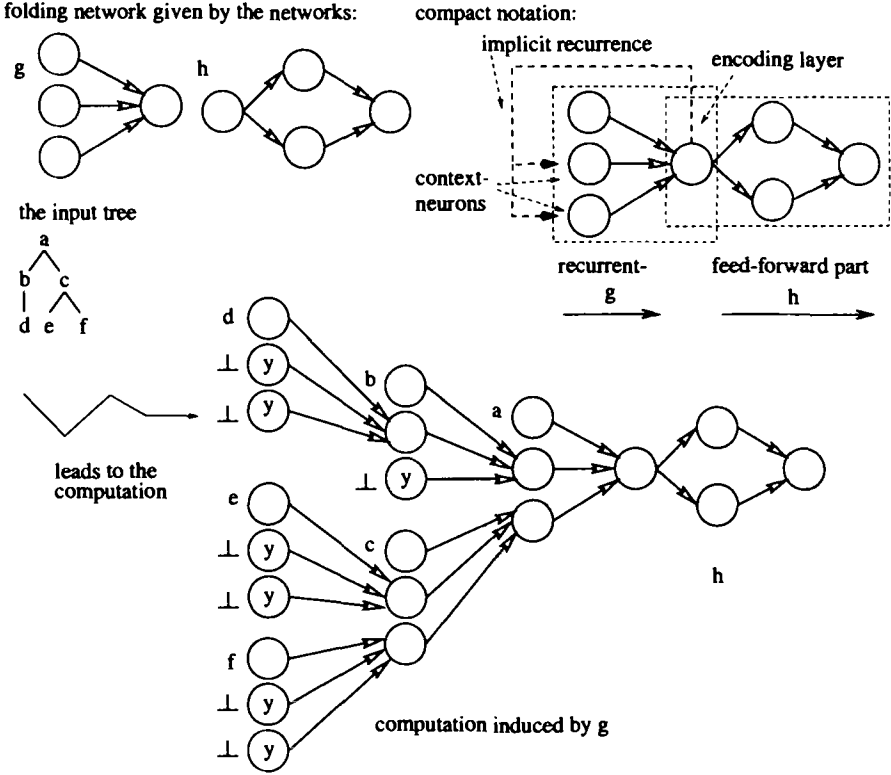 folding network given by the networks:
g
h
compact notation:
implicit recurrence
encoding layer
context-
neurons
recurrent-
g
feed-forward part
h
the input tree
a
b c
d e f
leads to the
computation
d
⊥ y
⊥ y
b
⊥ y
a
e
⊥ y
⊥ y
c
f
⊥ y
⊥ y
h
computation induced by g